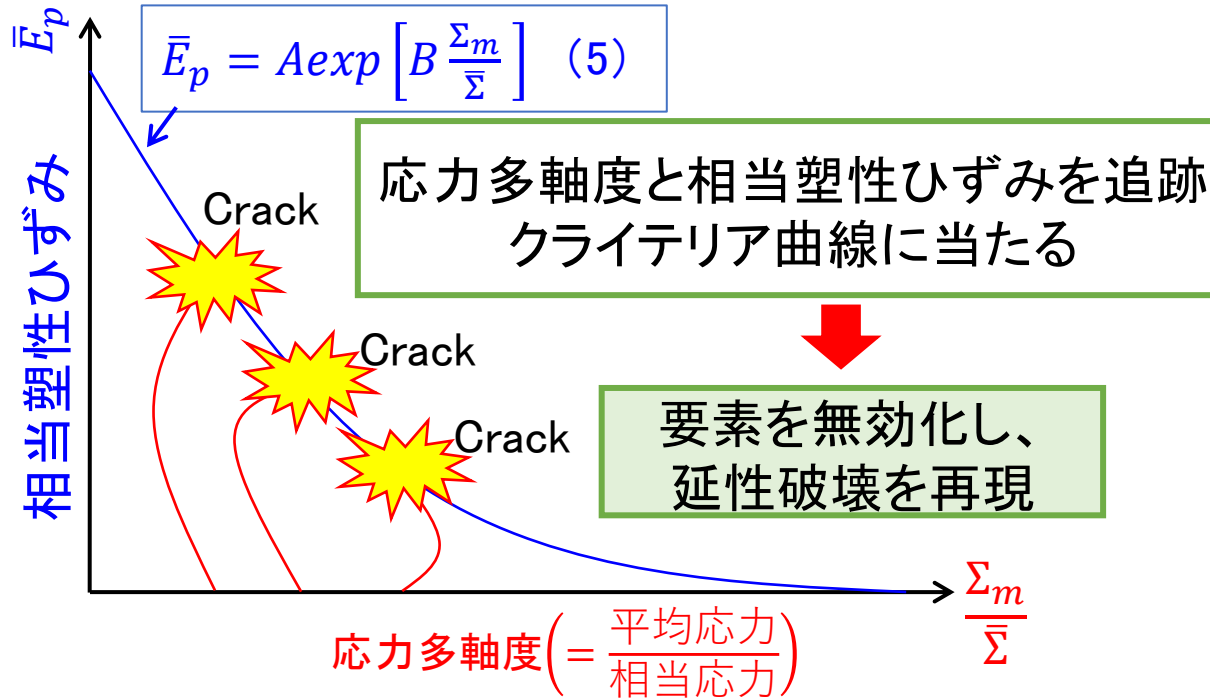 Ē_p
Ē_p = Aexp [B Σ_m/Σ̄] (5)
応力多軸度と相当塑性ひずみを追跡
クライテリア曲線に当たる
相当塑性ひずみ
Crack
Crack
Crack
要素を無効化し、
延性破壊を再現
Σ_m/Σ̄
応力多軸度(=平均応力/相当応力)